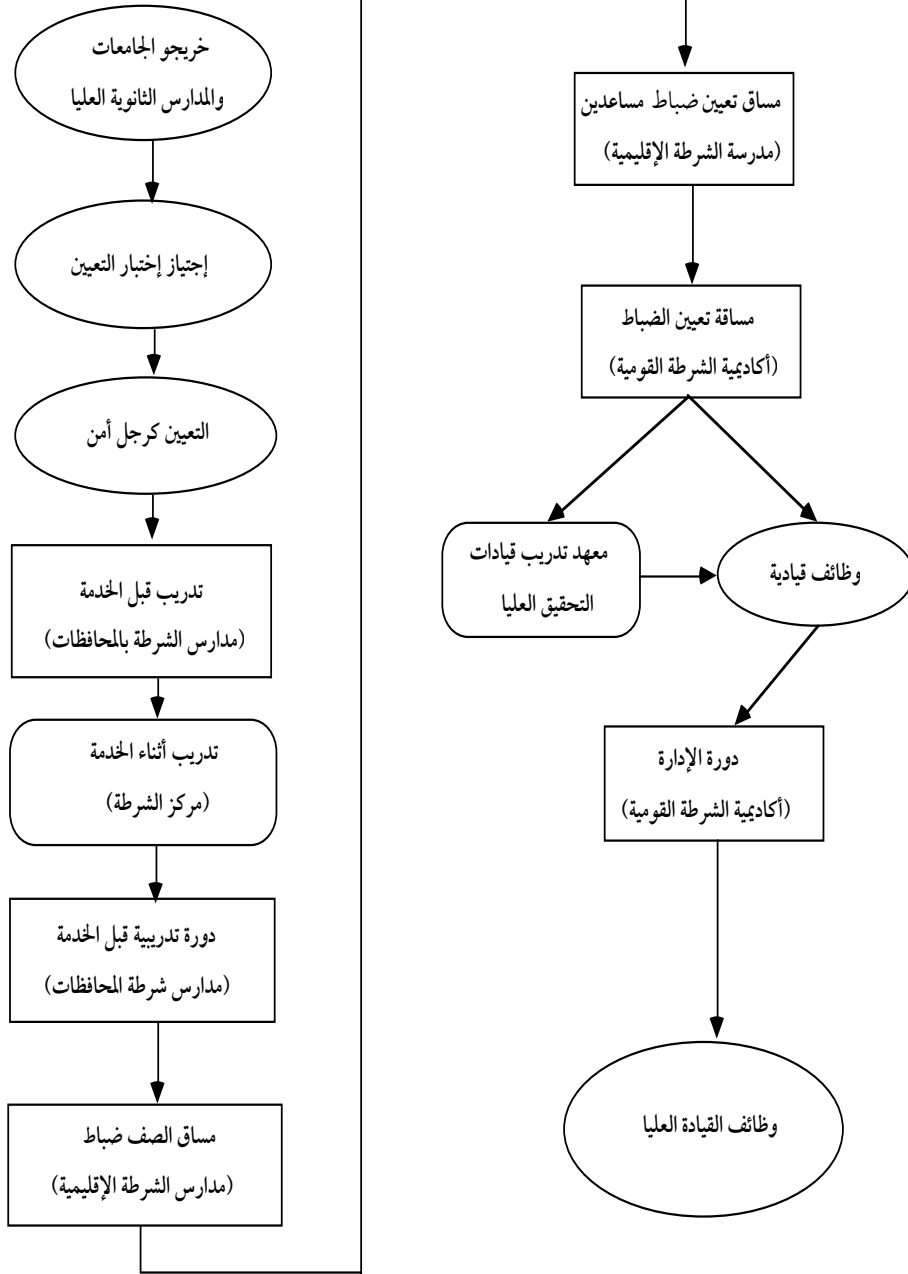 خريجو الجامعات
والمدارس الثانوية العليا
إجتياز إختبار التعيين
التعيين كرجل أمن
تدريب قبل الخدمة
(مدارس الشرطة بالمحافظات)
تدريب أثناء الخدمة
(مركز الشرطة)
دورة تدريبية قبل الخدمة
(مدارس شرطة المحافظات)
مساق الصف ضباط
(مدارس الشرطة الإقليمية)
مساق تعيين ضباط مساعدين
(مدرسة الشرطة الإقليمية)
مساقة تعين الضباط
(أكاديمية الشرطة القومية)
معهد تدريب قيادات
التحقيق العليا
وظائف قيادية
دورة الإدارة
(أكاديمية الشرطة القومية)
وظائف القيادة العليا